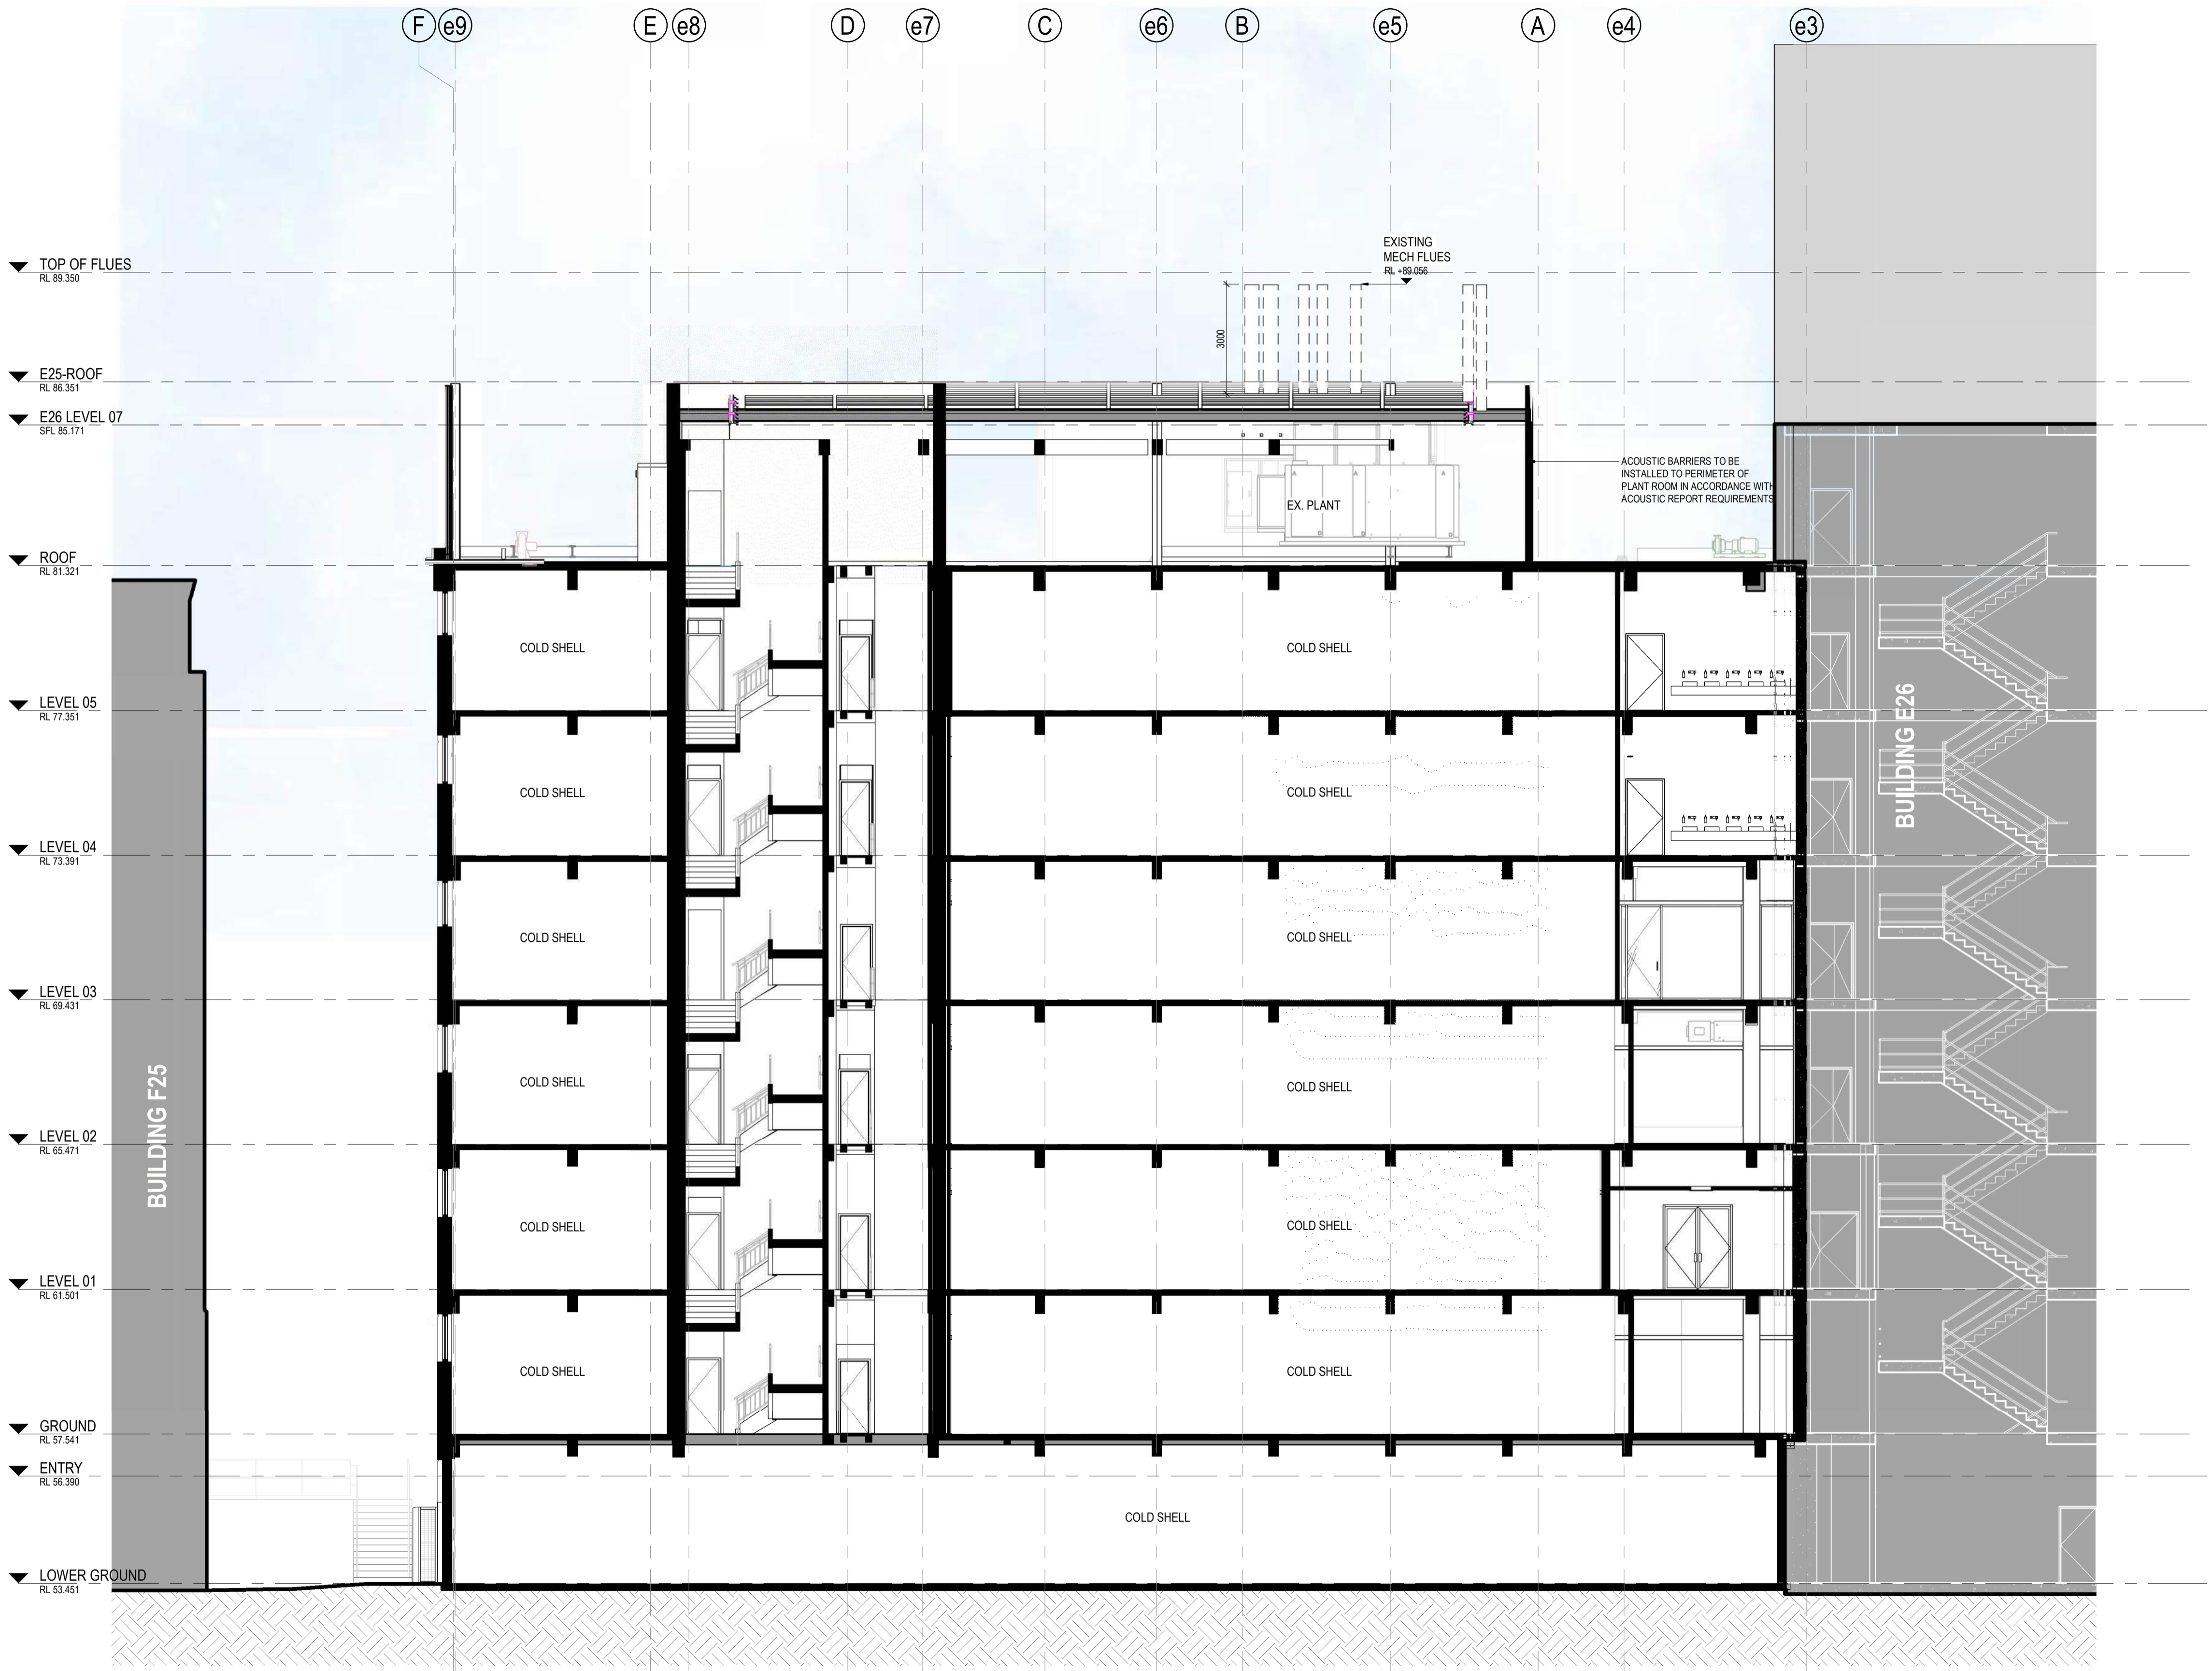 F
e9
E
e8
D
e7
C
e6
B
e5
A
e4
e3
TOP OF FLUES
RL 89.350
EXISTING
MECH FLUES
RL +89.056
3000
E25-ROOF
RL 86.351
E26 LEVEL 07
SFL 85.171
ACOUSTIC BARRIERS TO BE
INSTALLED TO PERIMETER OF
PLANT ROOM IN ACCORDANCE WITH
ACOUSTIC REPORT REQUIREMENTS
A
A
A
EX. PLANT
D
D
ROOF
RL 81.321
COLD SHELL
COLD SHELL
LEVEL 05
RL 77.351
BUILDING E26
COLD SHELL
COLD SHELL
LEVEL 04
RL 73.391
COLD SHELL
COLD SHELL
LEVEL 03
RL 69.431
COLD SHELL
COLD SHELL
BUILDING F25
LEVEL 02
RL 65.471
COLD SHELL
COLD SHELL
LEVEL 01
RL 61.501
COLD SHELL
COLD SHELL
GROUND
RL 57.541
ENTRY
RL 56.390
COLD SHELL
LOWER GROUND
RL 53.451